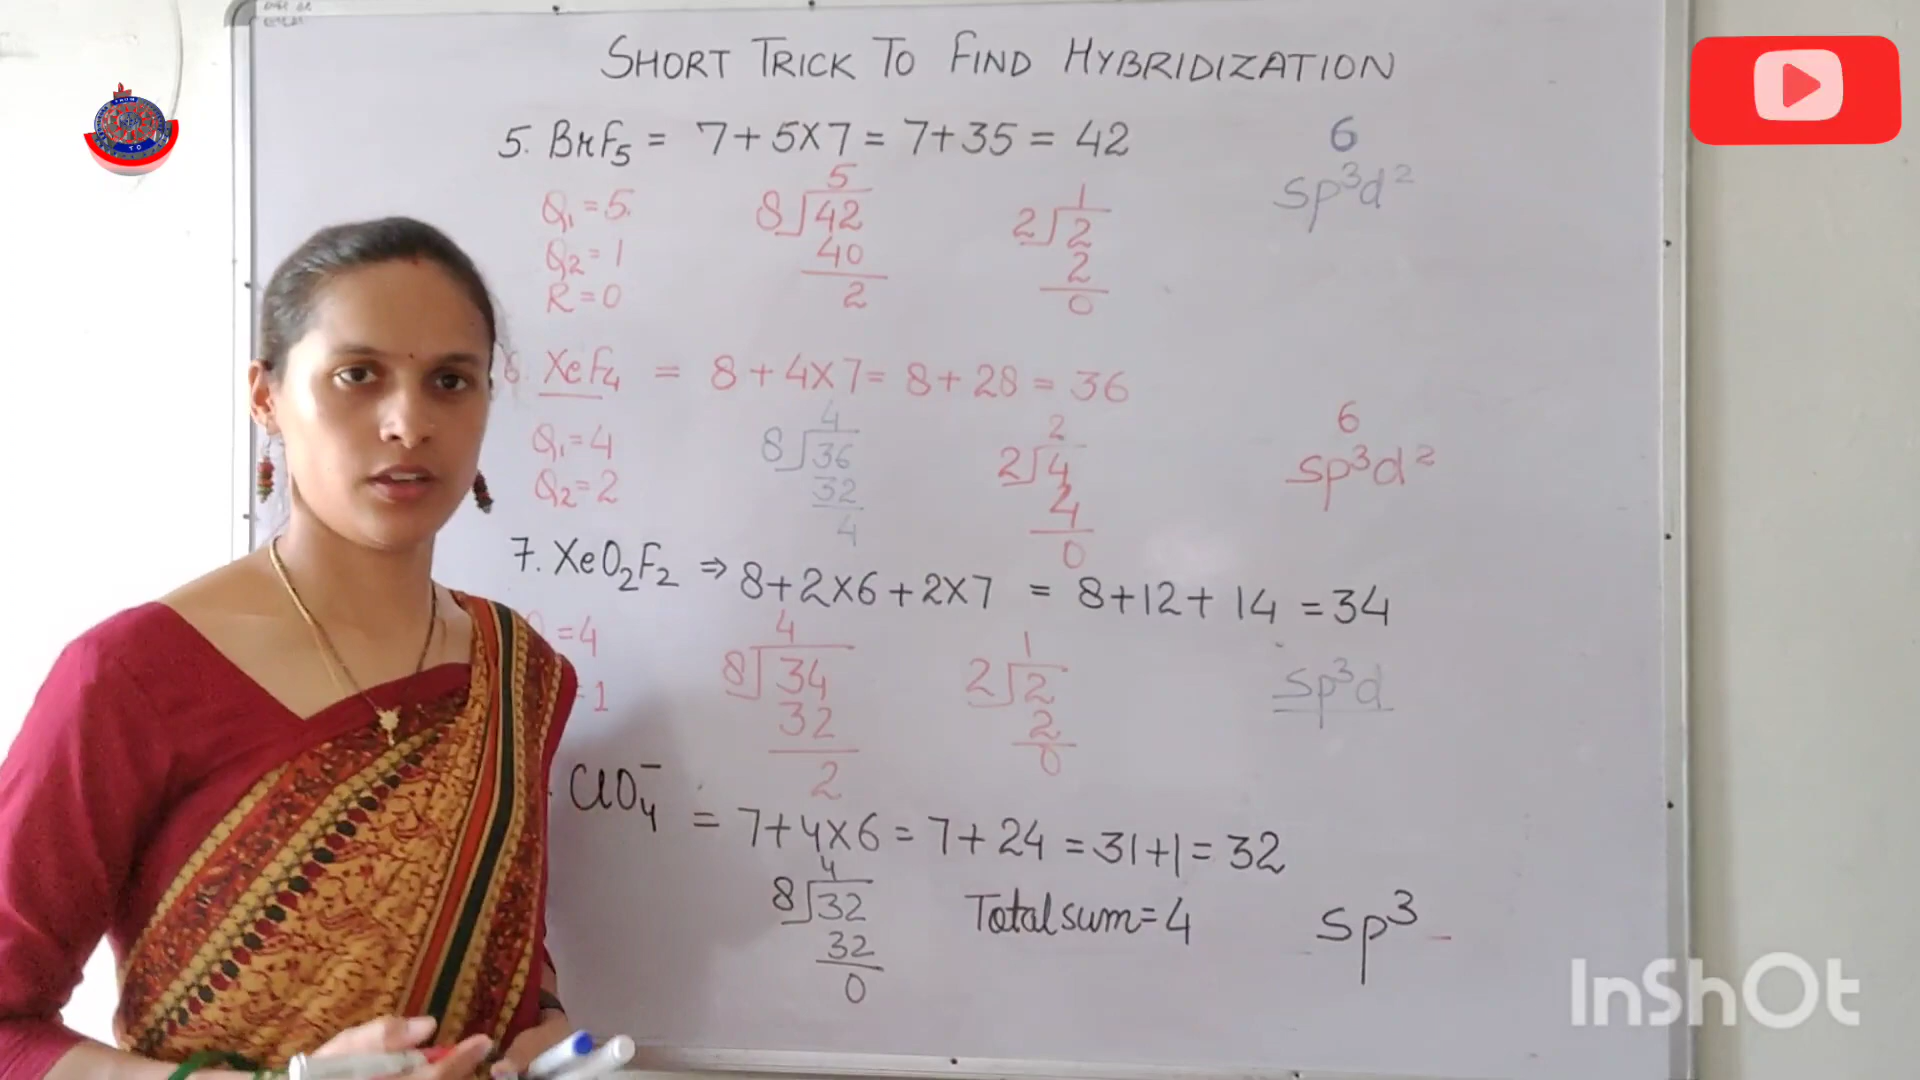 SHORT TRICK TO FIND HYBRIDIZATION
5. BrF5 = 7+5X7 = 7+35 = 42
6
sp³d²
Q1 = 5
Q2 = 1
R = 0
5
8 42
40
2
1
2 2
2
0
6. XeF4 = 8+4X7 = 8+28 = 36
6
sp³d²
Q1=4
Q2=2
4
8 36
32
4
2
2 4
4
0
7. XeO2F2 ⇒ 8+2X6+2X7 = 8+12+14 = 34
=4
=1
4
8 34
32
2
1
2 2
2
0
sp³d
ClO4⁻ = 7+4X6 = 7+24 = 31+1 = 32
4
8 32
32
0
Total sum = 4
sp³
InShOt